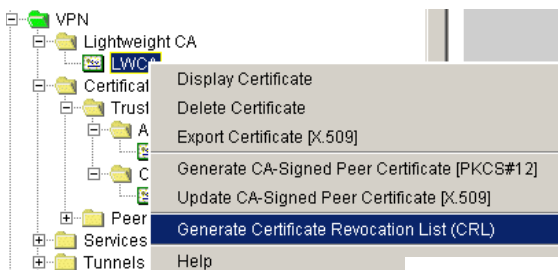 VPN
Lightweight CA
LWCA
Display Certificate
Delete Certificate
Export Certificate [X.509]
Generate CA-Signed Peer Certificate [PKCS#12]
Update CA-Signed Peer Certificate [X.509]
Generate Certificate Revocation List (CRL)
Help
Certificat
Trust
A
C
Peer
Services
Tunnels